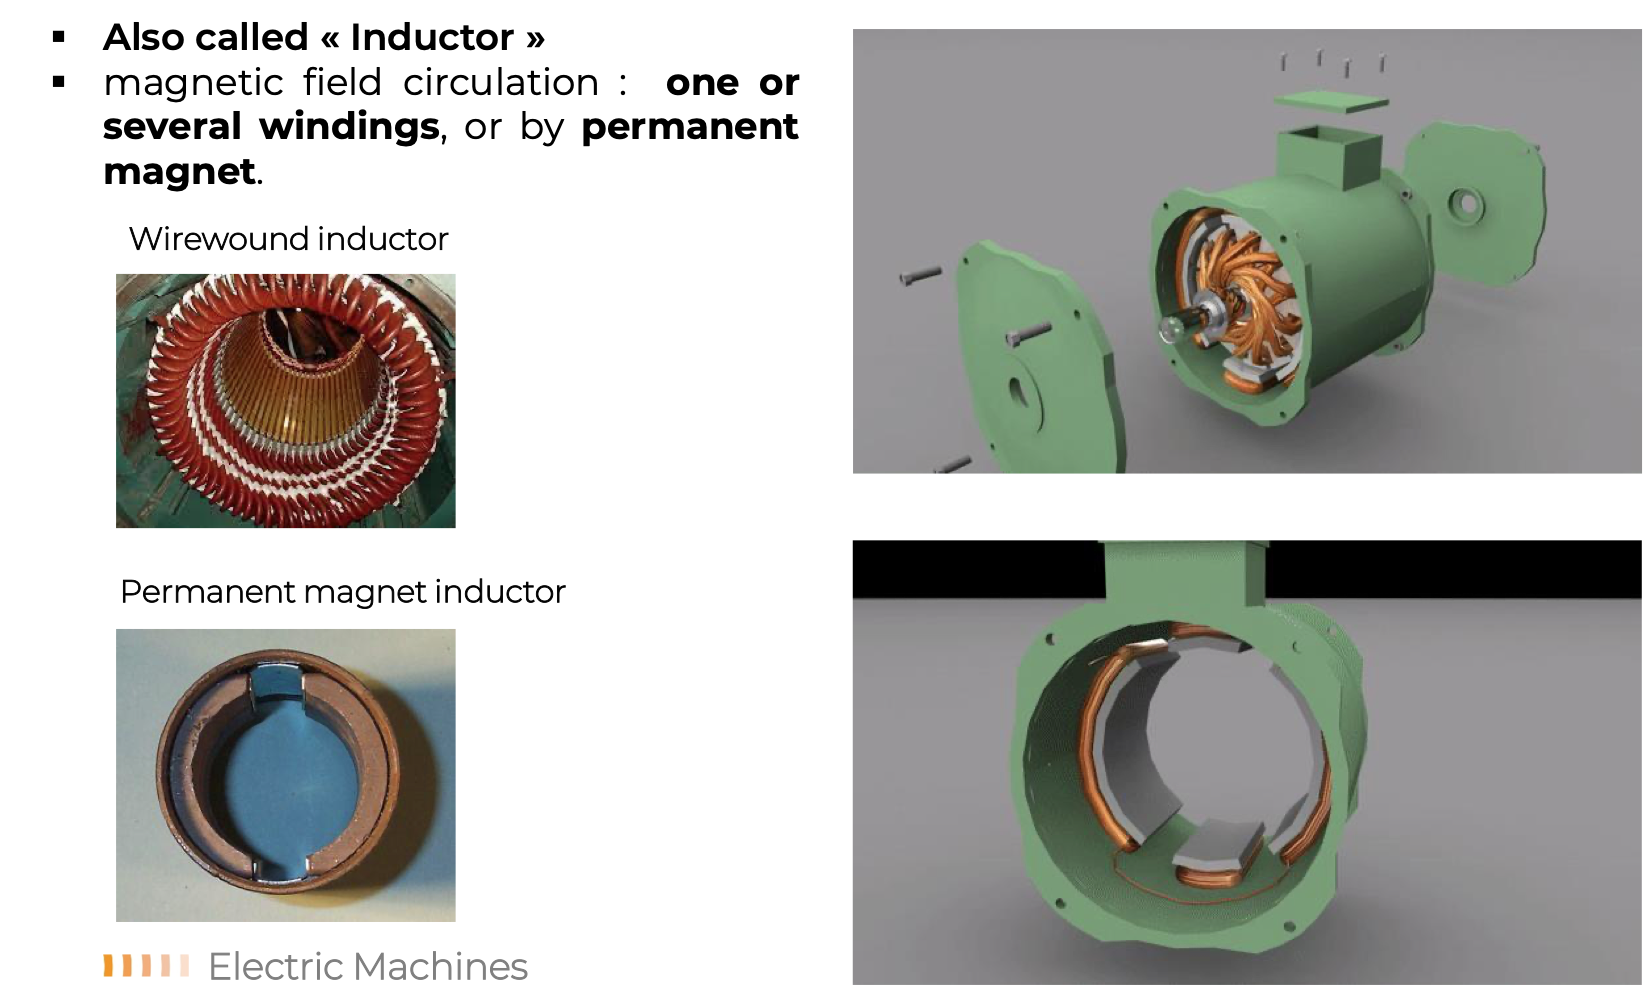 ▪ Also called « Inductor »
▪ magnetic field circulation : one or
several windings, or by permanent
magnet.
Wirewound inductor
Permanent magnet inductor
Electric Machines